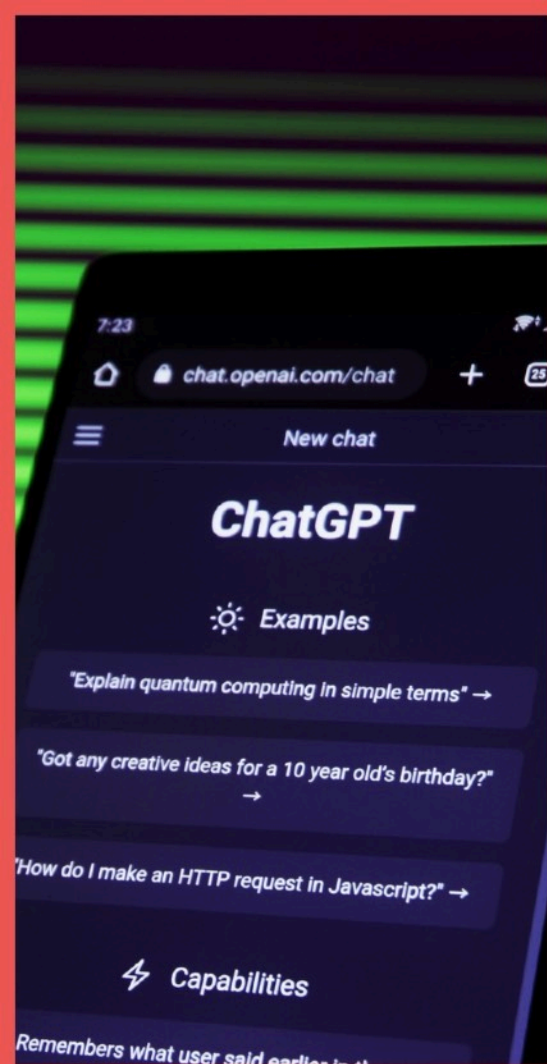 7:23
chat.openai.com/chat
25
New chat
ChatGPT
Examples
"Explain quantum computing in simple terms" →
"Got any creative ideas for a 10 year old's birthday?"
→
"How do I make an HTTP request in Javascript?" →
Capabilities
Remembers what user said earlier in